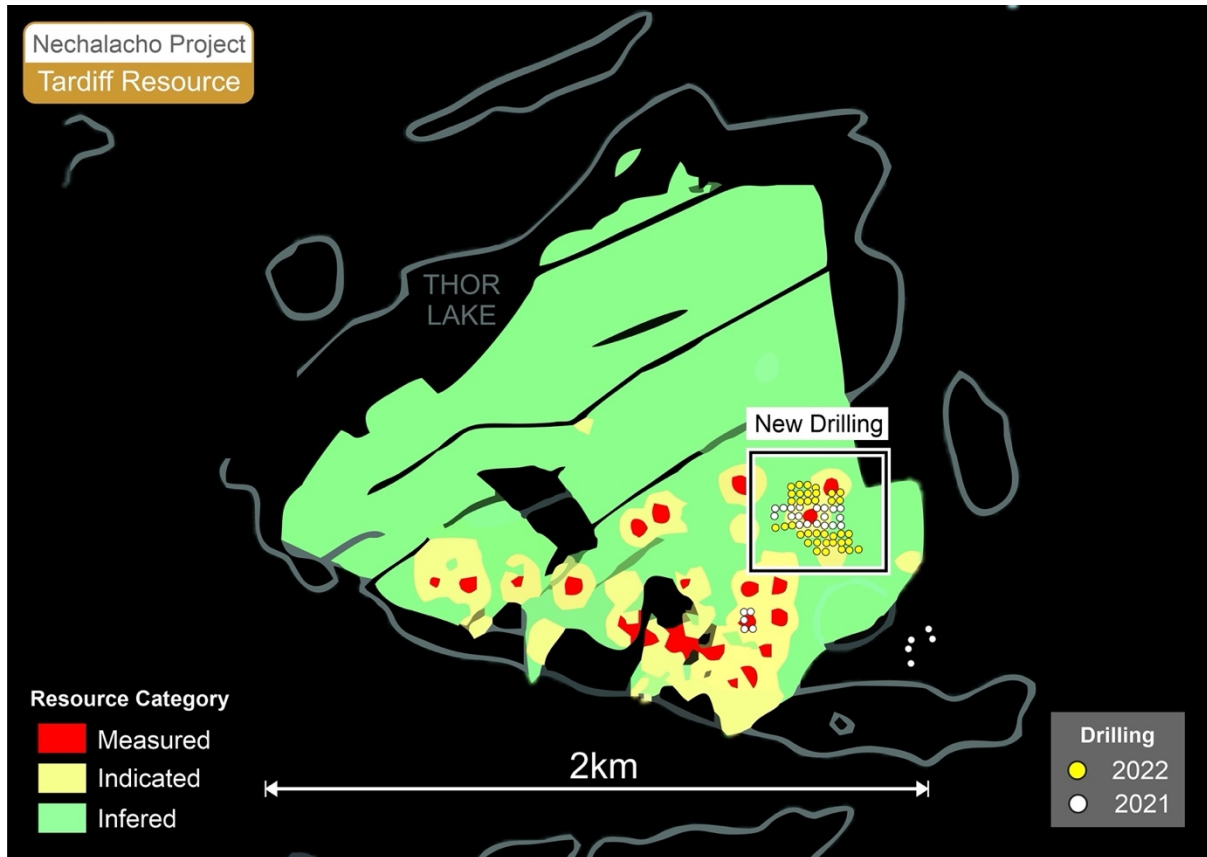 Nechalacho Project
Tardiff Resource
THOR
LAKE
New Drilling
Resource Category
Measured
Indicated
Infered
2km
Drilling
2022
2021